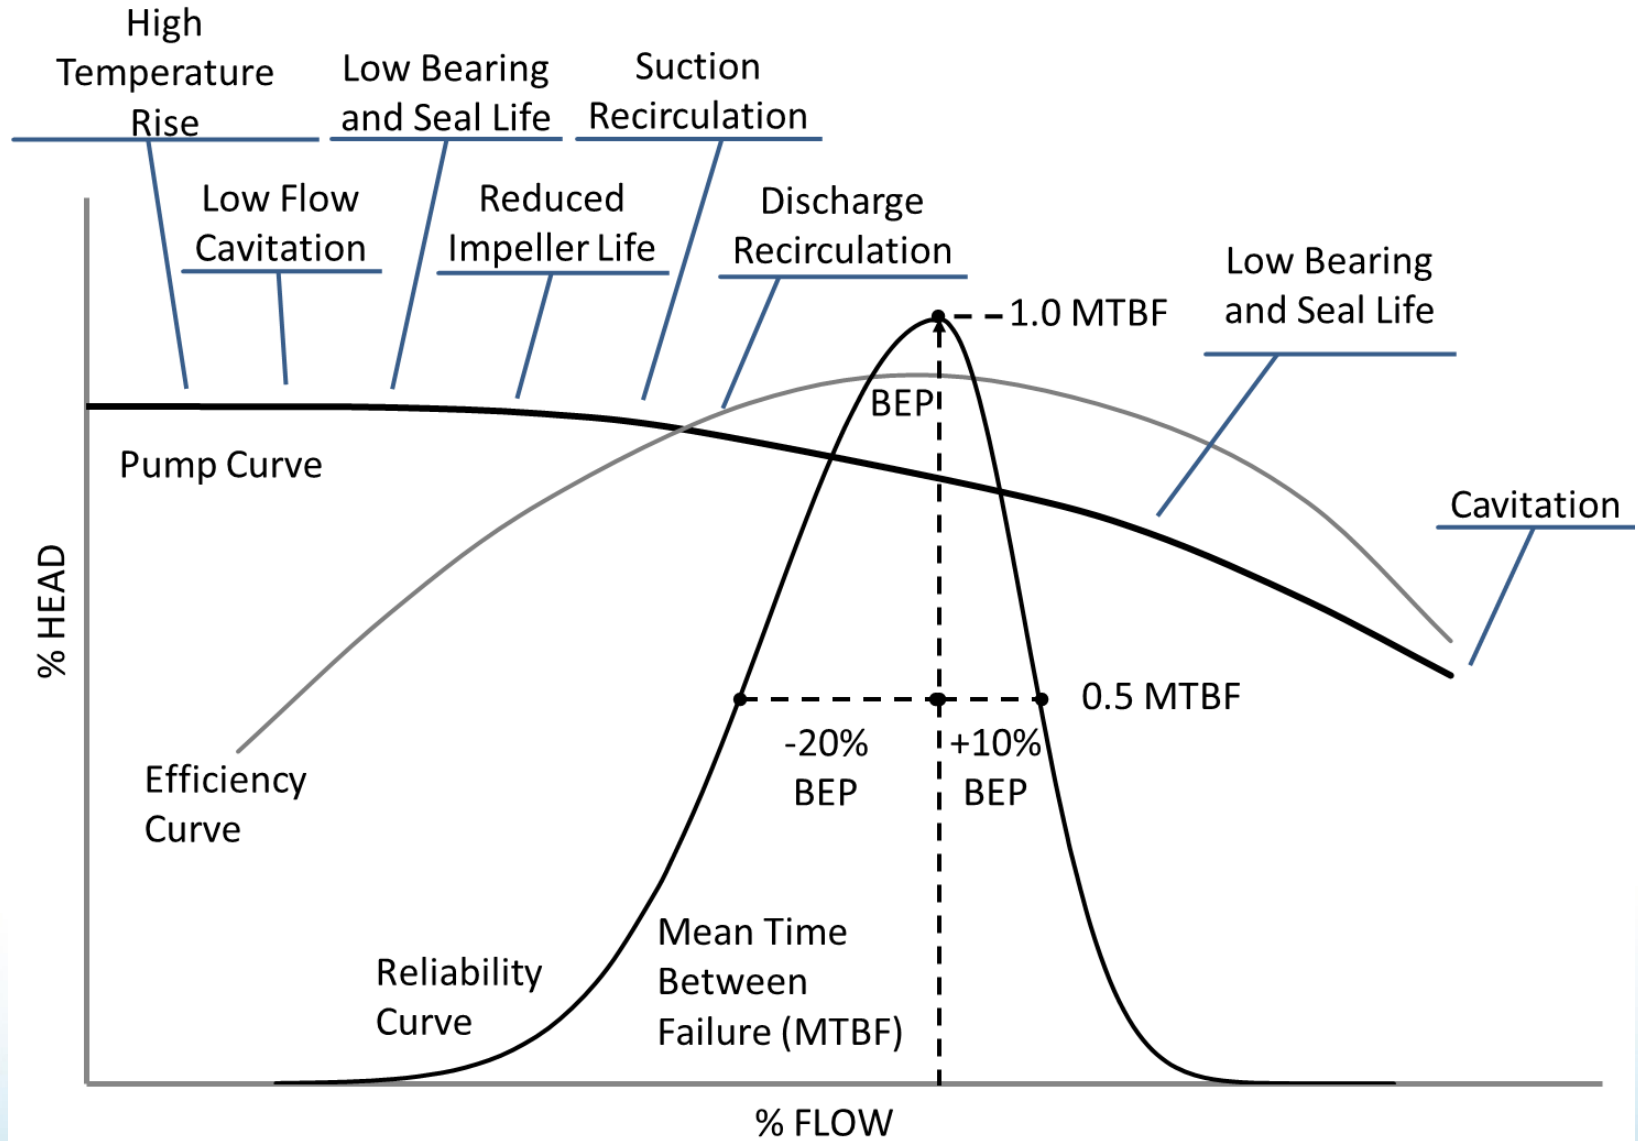 High
Temperature
Rise
Low Bearing
and Seal Life
Suction
Recirculation
Low Flow
Cavitation
Reduced
Impeller Life
Discharge
Recirculation
Low Bearing
and Seal Life
1.0 MTBF
BEP
Pump Curve
Cavitation
% HEAD
0.5 MTBF
-20%
BEP
+10%
BEP
Efficiency
Curve
Reliability
Curve
Mean Time
Between
Failure (MTBF)
% FLOW